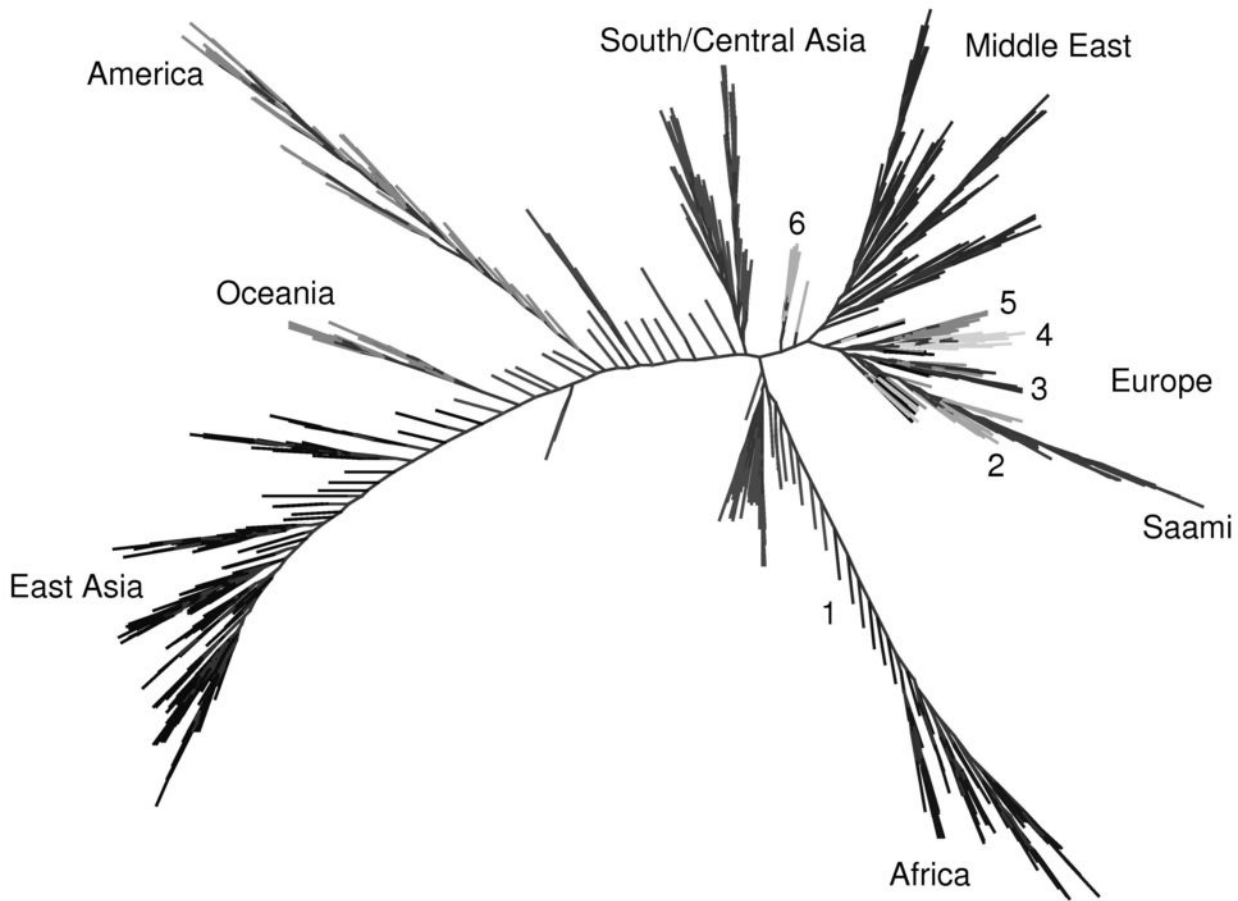 South/Central Asia
Middle East
America
6
Oceania
5
4
3
Europe
2
Saami
East Asia
1
Africa